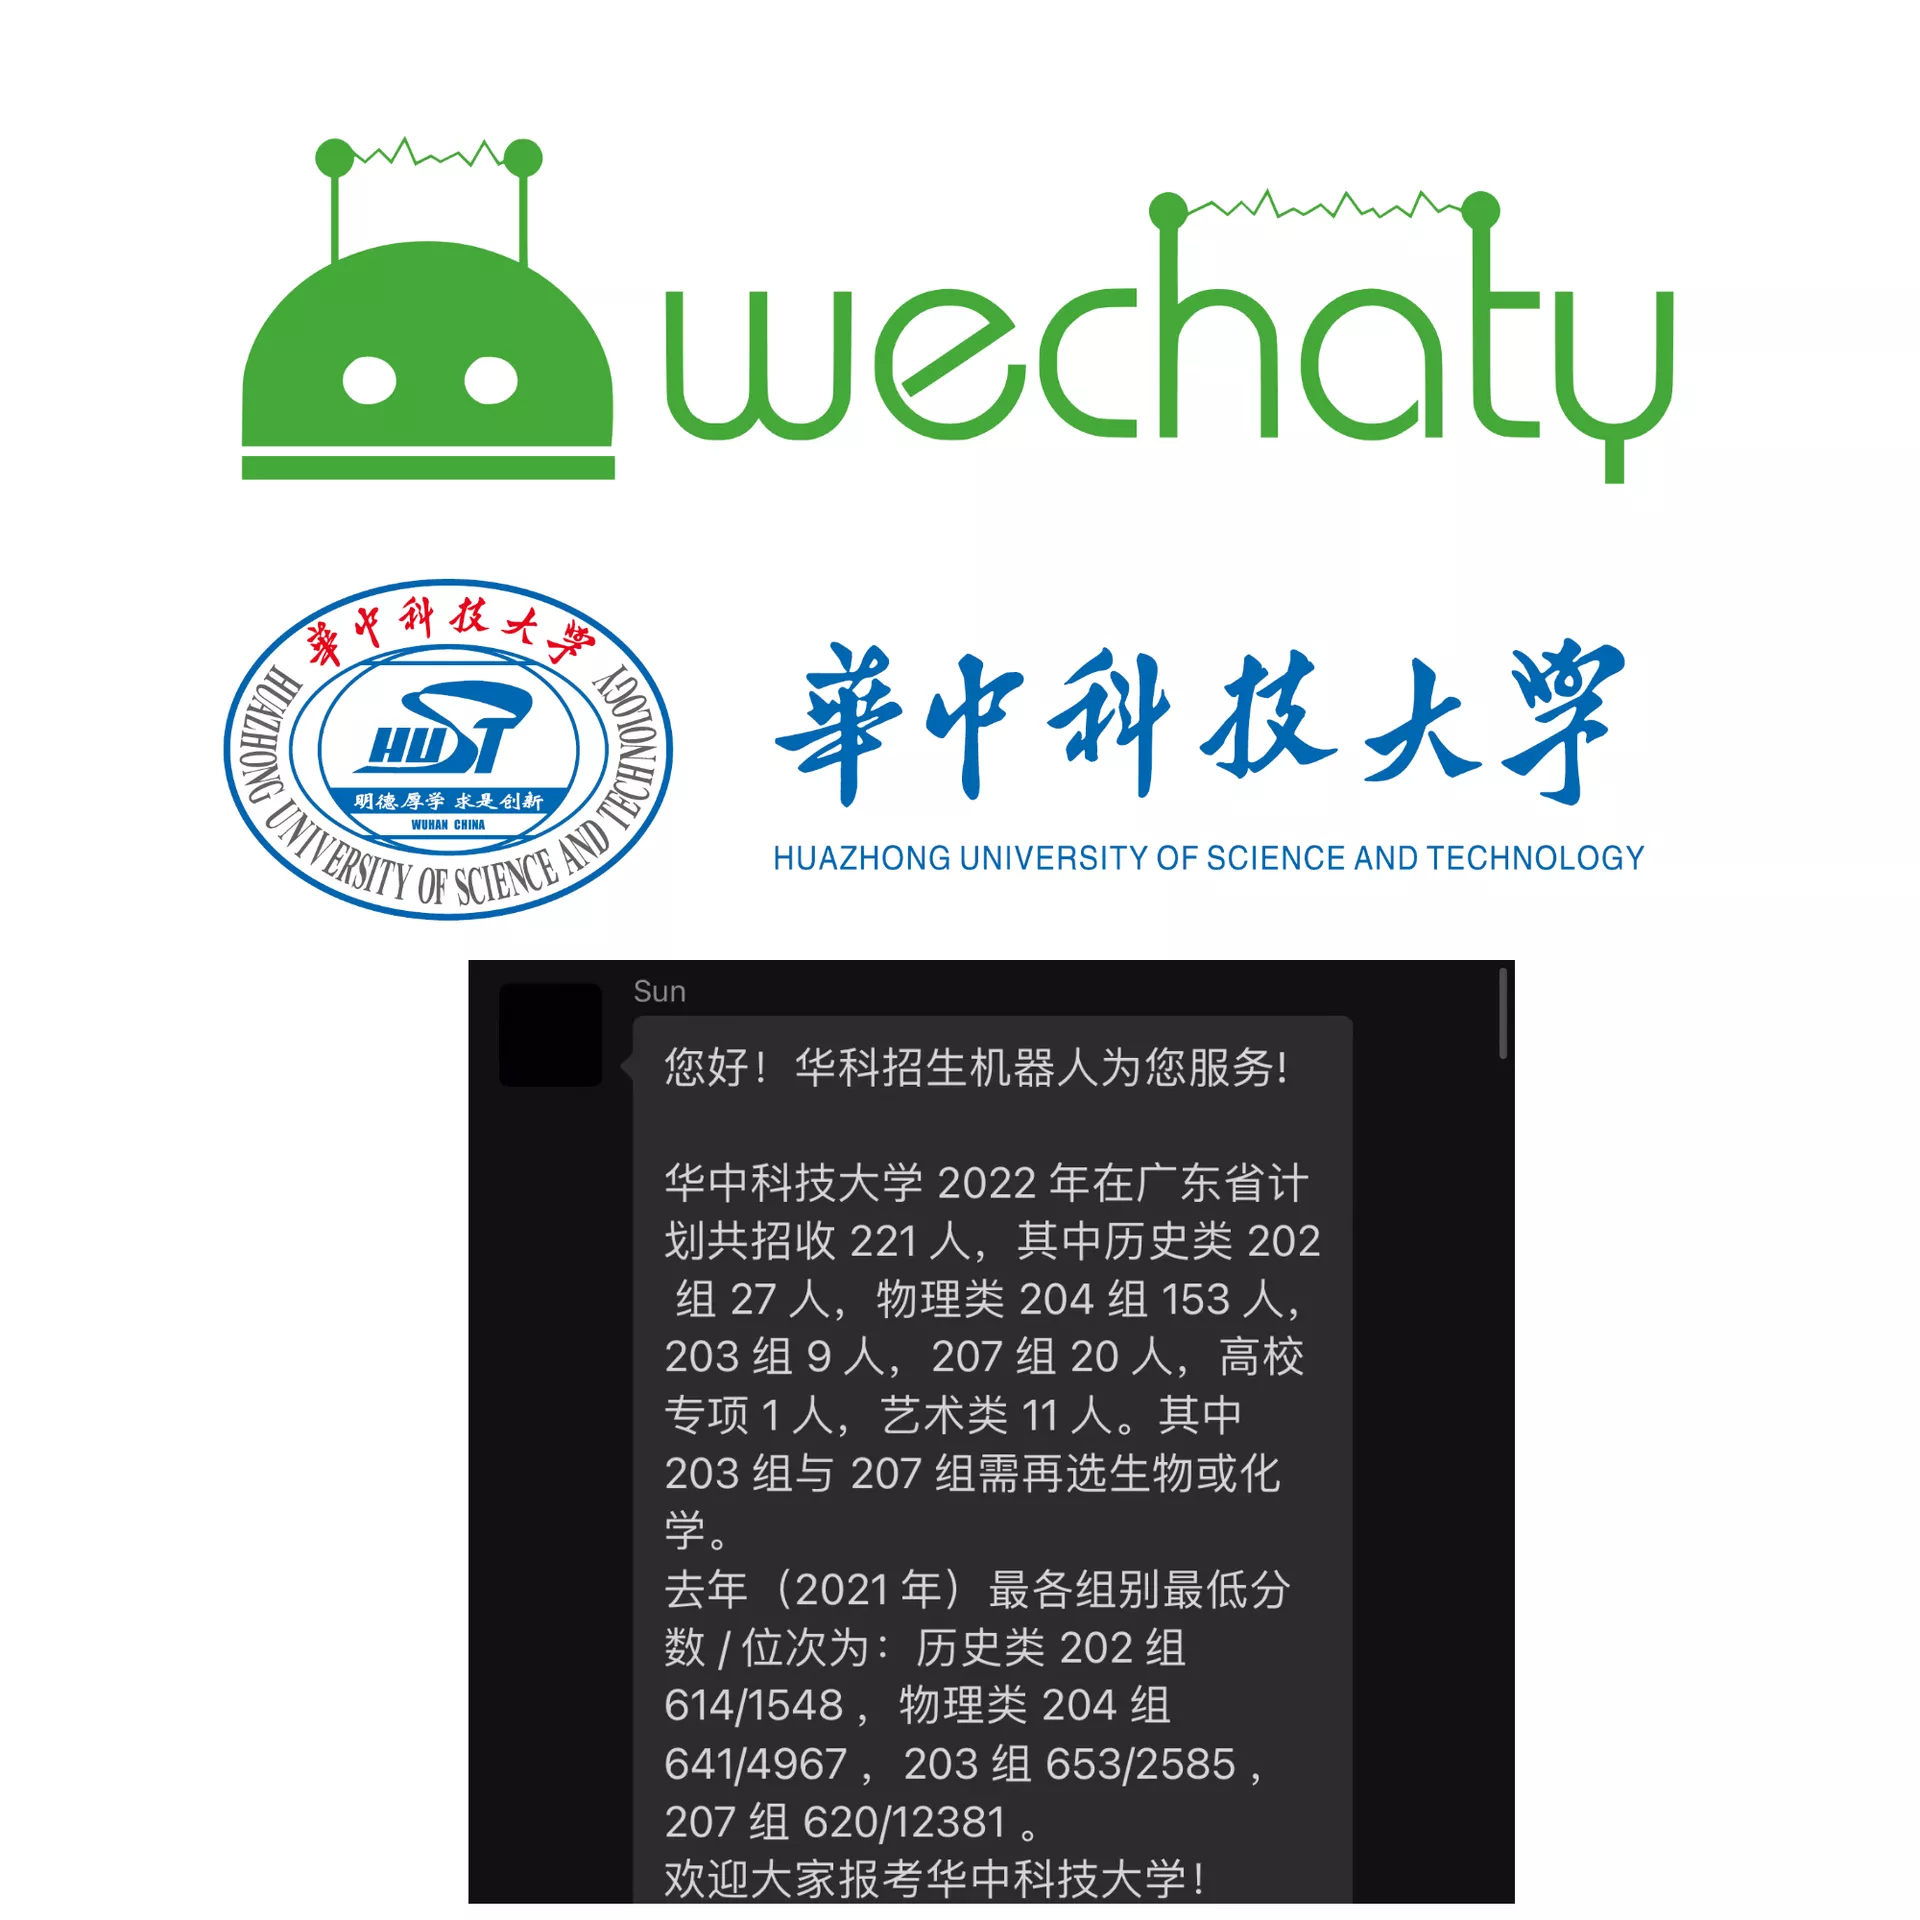 wechaty
華中科技大学
HUAZHONG UNIVERSITY OF SCIENCE AND TECHNOLOGY
HUST
明德厚学 求是创新
WUHAN CHINA
華中科技大學
HUAZHONG UNIVERSITY OF SCIENCE AND TECHNOLOGY
Sun
您好！华科招生机器人为您服务！
华中科技大学 2022 年在广东省计
划共招收 221 人，其中历史类 202
组 27 人，物理类 204 组 153 人，
203 组 9 人，207 组 20 人，高校
专项 1 人，艺术类 11 人。其中
203 组与 207 组需再选生物或化
学。
去年（2021 年）最各组别最低分
数 / 位次为：历史类 202 组
614/1548 ，物理类 204 组
641/4967 ，203 组 653/2585 ，
207 组 620/12381 。
欢迎大家报考华中科技大学！